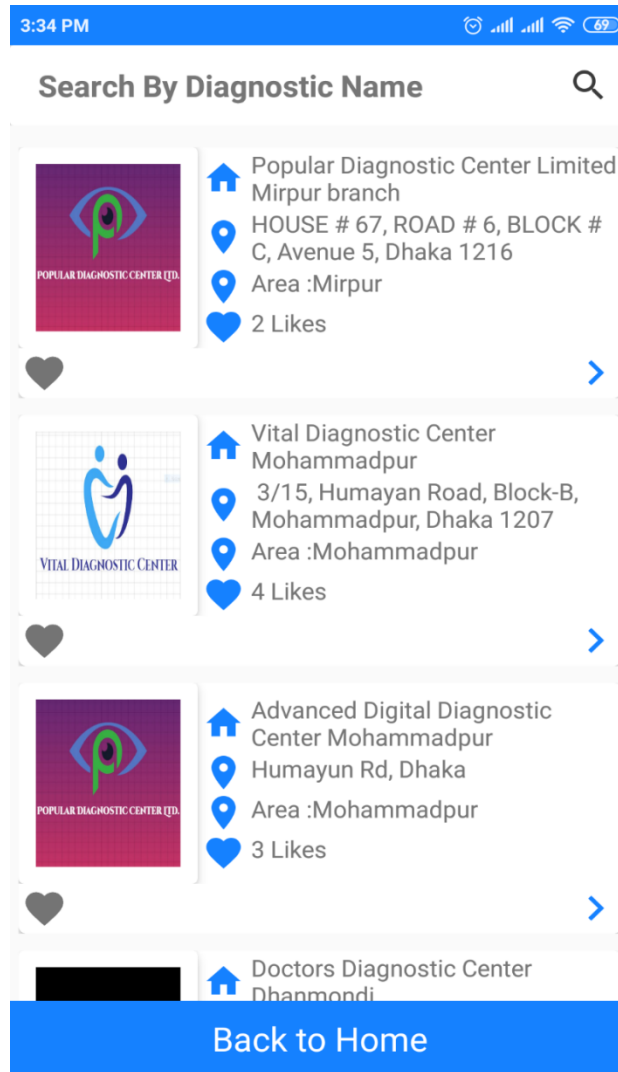 3:34 PM
69
Search By Diagnostic Name
Popular Diagnostic Center Limited
Mirpur branch
HOUSE # 67, ROAD # 6, BLOCK #
C, Avenue 5, Dhaka 1216
POPULAR DIAGNOSTIC CENTER LTD.
Area :Mirpur
2 Likes
Vital Diagnostic Center
Mohammadpur
3/15, Humayan Road, Block-B,
Mohammadpur, Dhaka 1207
VITAL DIAGNOSTIC CENTER
Area :Mohammadpur
4 Likes
Advanced Digital Diagnostic
Center Mohammadpur
Humayun Rd, Dhaka
POPULAR DIAGNOSTIC CENTER LTD.
Area :Mohammadpur
3 Likes
Doctors Diagnostic Center
Dhanmondi
Back to Home